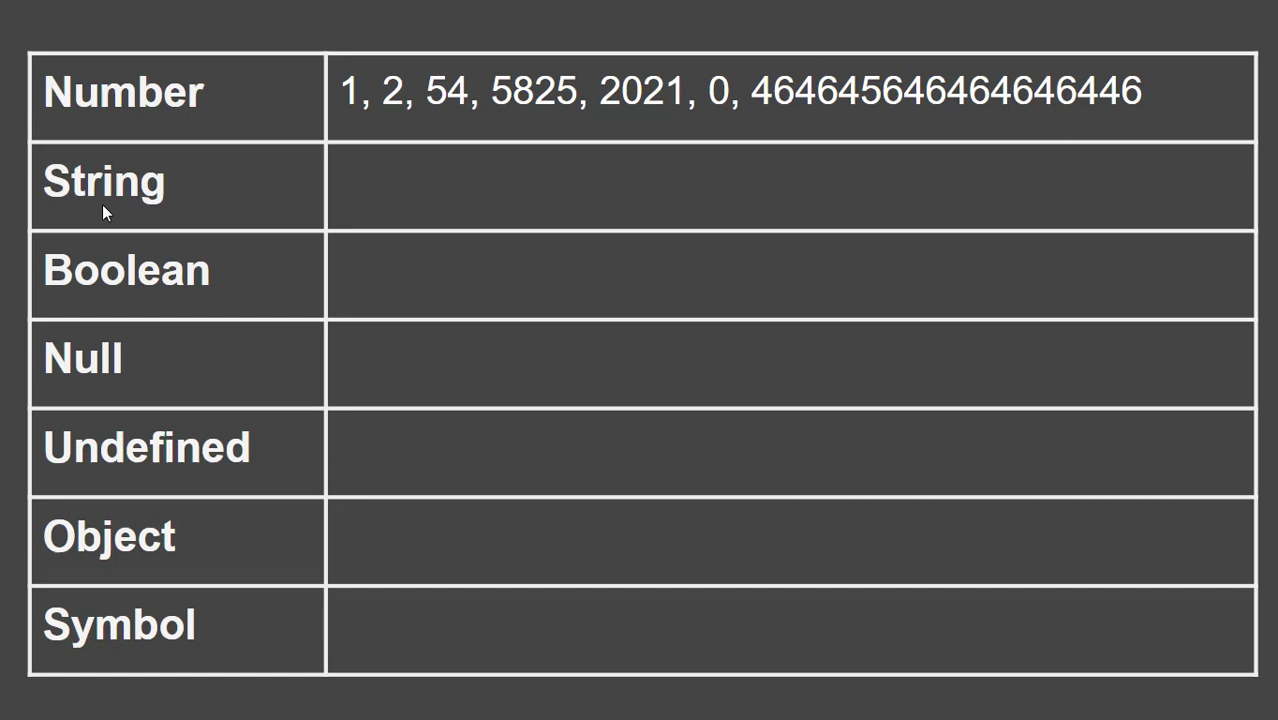 Number 1, 2, 54, 5825, 2021, 0, 464645646464646446
String
Boolean
Null
Undefined
Object
Symbol